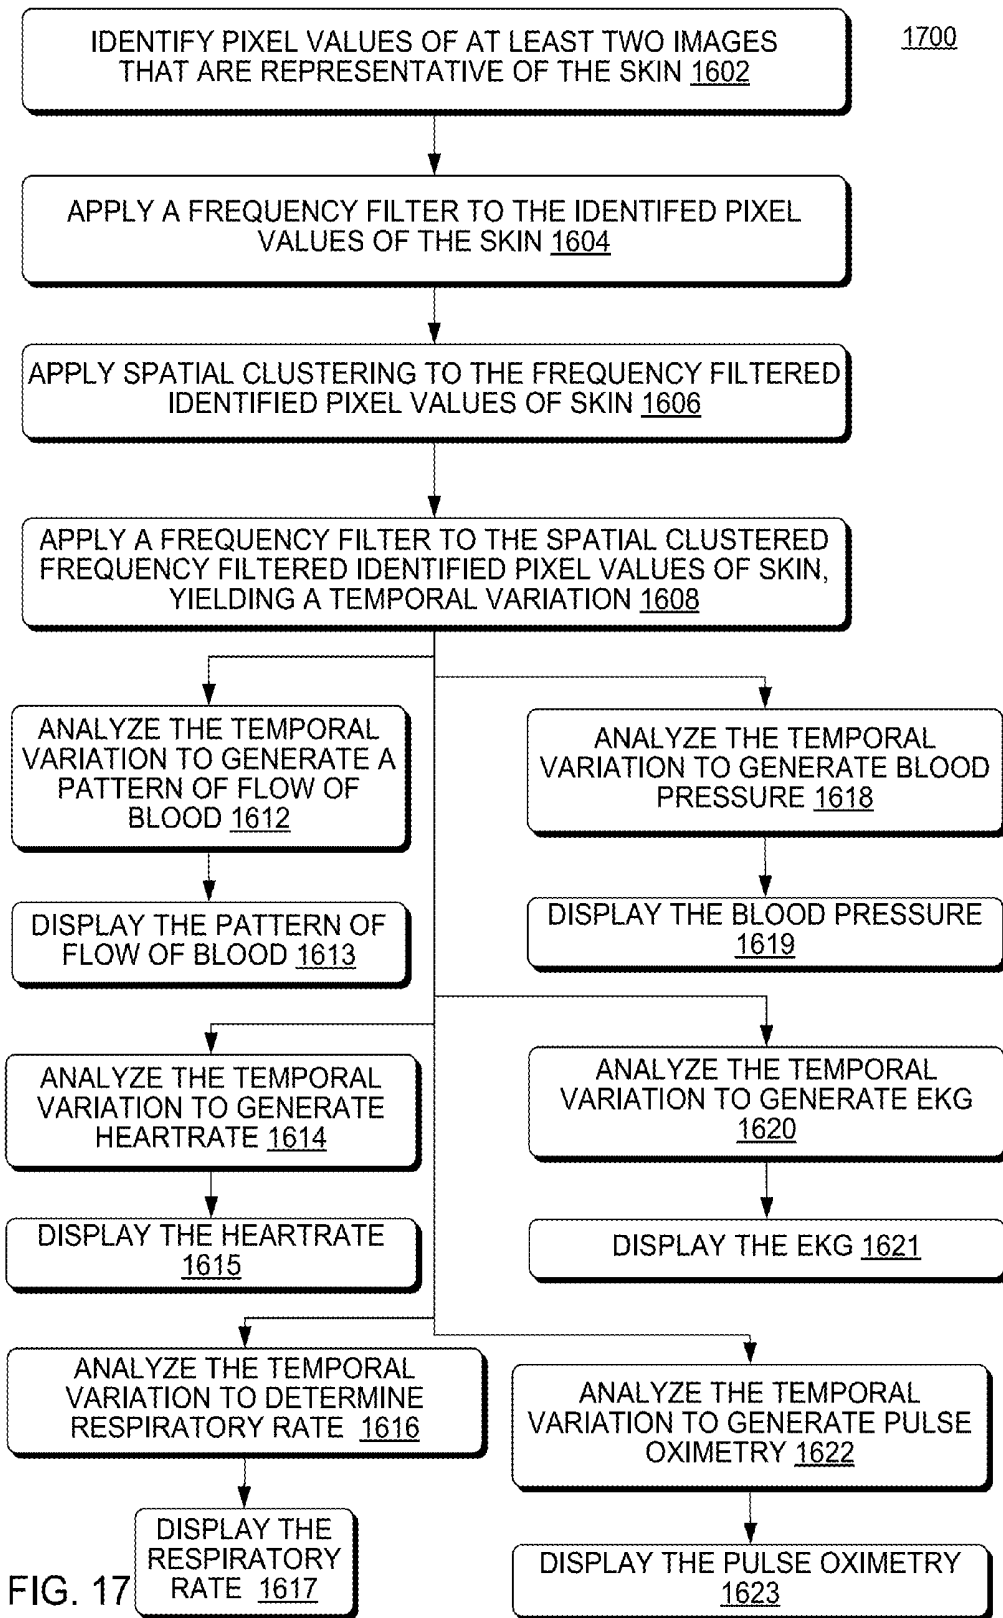 1700
IDENTIFY PIXEL VALUES OF AT LEAST TWO IMAGES
THAT ARE REPRESENTATIVE OF THE SKIN 1602
APPLY A FREQUENCY FILTER TO THE IDENTIFED PIXEL
VALUES OF THE SKIN 1604
APPLY SPATIAL CLUSTERING TO THE FREQUENCY FILTERED
IDENTIFIED PIXEL VALUES OF SKIN 1606
APPLY A FREQUENCY FILTER TO THE SPATIAL CLUSTERED
FREQUENCY FILTERED IDENTIFIED PIXEL VALUES OF SKIN,
YIELDING A TEMPORAL VARIATION 1608
ANALYZE THE TEMPORAL
VARIATION TO GENERATE A
PATTERN OF FLOW OF
BLOOD 1612
DISPLAY THE PATTERN OF
FLOW OF BLOOD 1613
ANALYZE THE TEMPORAL
VARIATION TO GENERATE BLOOD
PRESSURE 1618
DISPLAY THE BLOOD PRESSURE
1619
ANALYZE THE TEMPORAL
VARIATION TO GENERATE
HEARTRATE 1614
DISPLAY THE HEARTRATE
1615
ANALYZE THE TEMPORAL
VARIATION TO GENERATE EKG
1620
DISPLAY THE EKG 1621
ANALYZE THE TEMPORAL
VARIATION TO DETERMINE
RESPIRATORY RATE 1616
DISPLAY THE
RESPIRATORY
RATE 1617
ANALYZE THE TEMPORAL
VARIATION TO GENERATE PULSE
OXIMETRY 1622
DISPLAY THE PULSE OXIMETRY
1623
FIG. 17